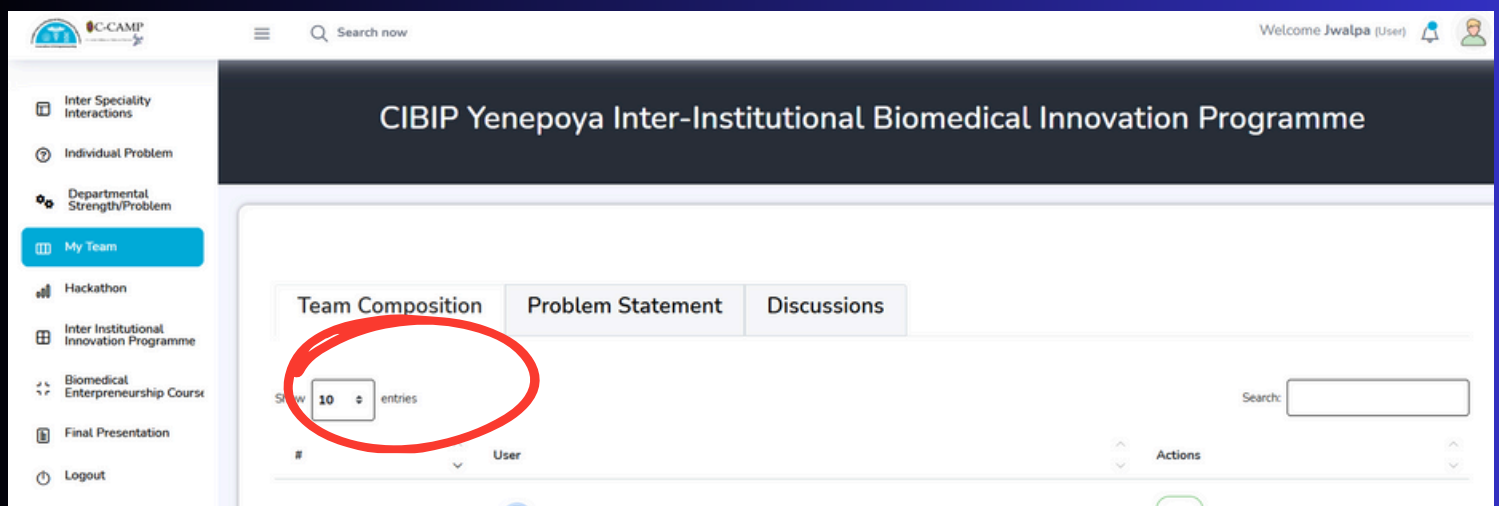 C-CAMP
Search now
Welcome Jwalpa (User)
Inter Speciality
Interactions
Individual Problem
Departmental
Strength/Problem
My Team
Hackathon
Inter Institutional
Innovation Programme
Biomedical
Enterpreneurship Course
Final Presentation
Logout
CIBIP Yenepoya Inter-Institutional Biomedical Innovation Programme
Team Composition Problem Statement Discussions
Show 10 entries Search:
# User Actions